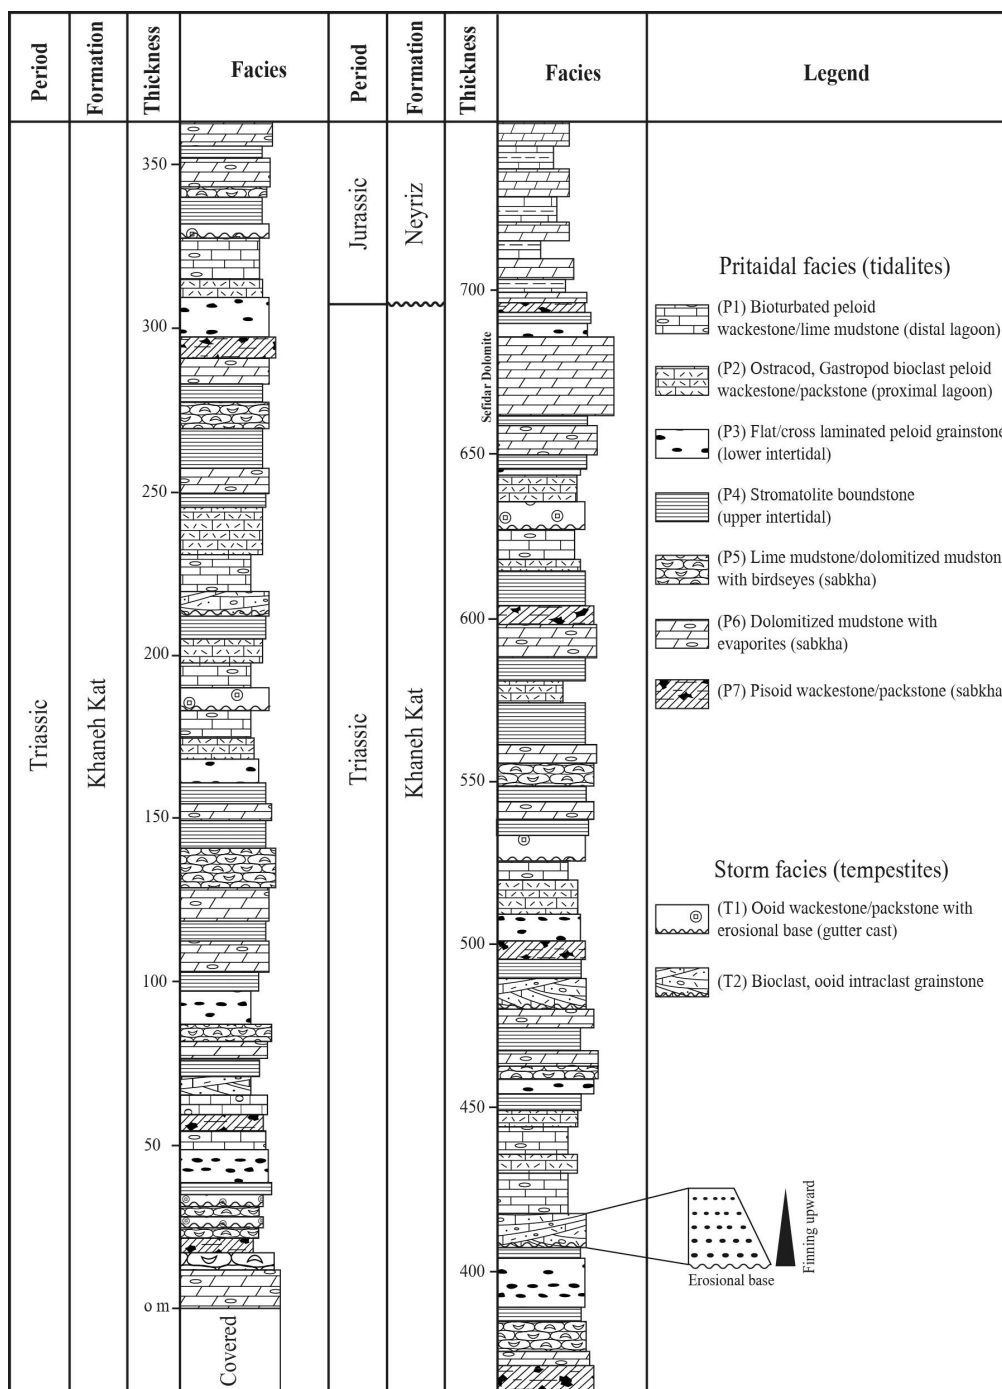 Period
Formation
Thickness
Facies
Period
Formation
Thickness
Facies
Legend
Triassic
Khaneh Kat
350
300
250
200
150
100
50
o m
Covered
Jurassic
Neyriz
Triassic
Khaneh Kat
700
Sefidar Dolomite
650
600
550
500
450
400
Pritaidal facies (tidalites)
(P1) Bioturbated peloid
wackestone/lime mudstone (distal lagoon)
(P2) Ostracod, Gastropod bioclast peloid
wackestone/packstone (proximal lagoon)
(P3) Flat/cross laminated peloid grainstone
(lower intertidal)
(P4) Stromatolite boundstone
(upper intertidal)
(P5) Lime mudstone/dolomitized mudston
with birdseyes (sabkha)
(P6) Dolomitized mudstone with
evaporites (sabkha)
(P7) Pisoid wackestone/packstone (sabkha
Storm facies (tempestites)
(T1) Ooid wackestone/packstone with
erosional base (gutter cast)
(T2) Bioclast, ooid intraclast grainstone
Finning upward
Erosional base